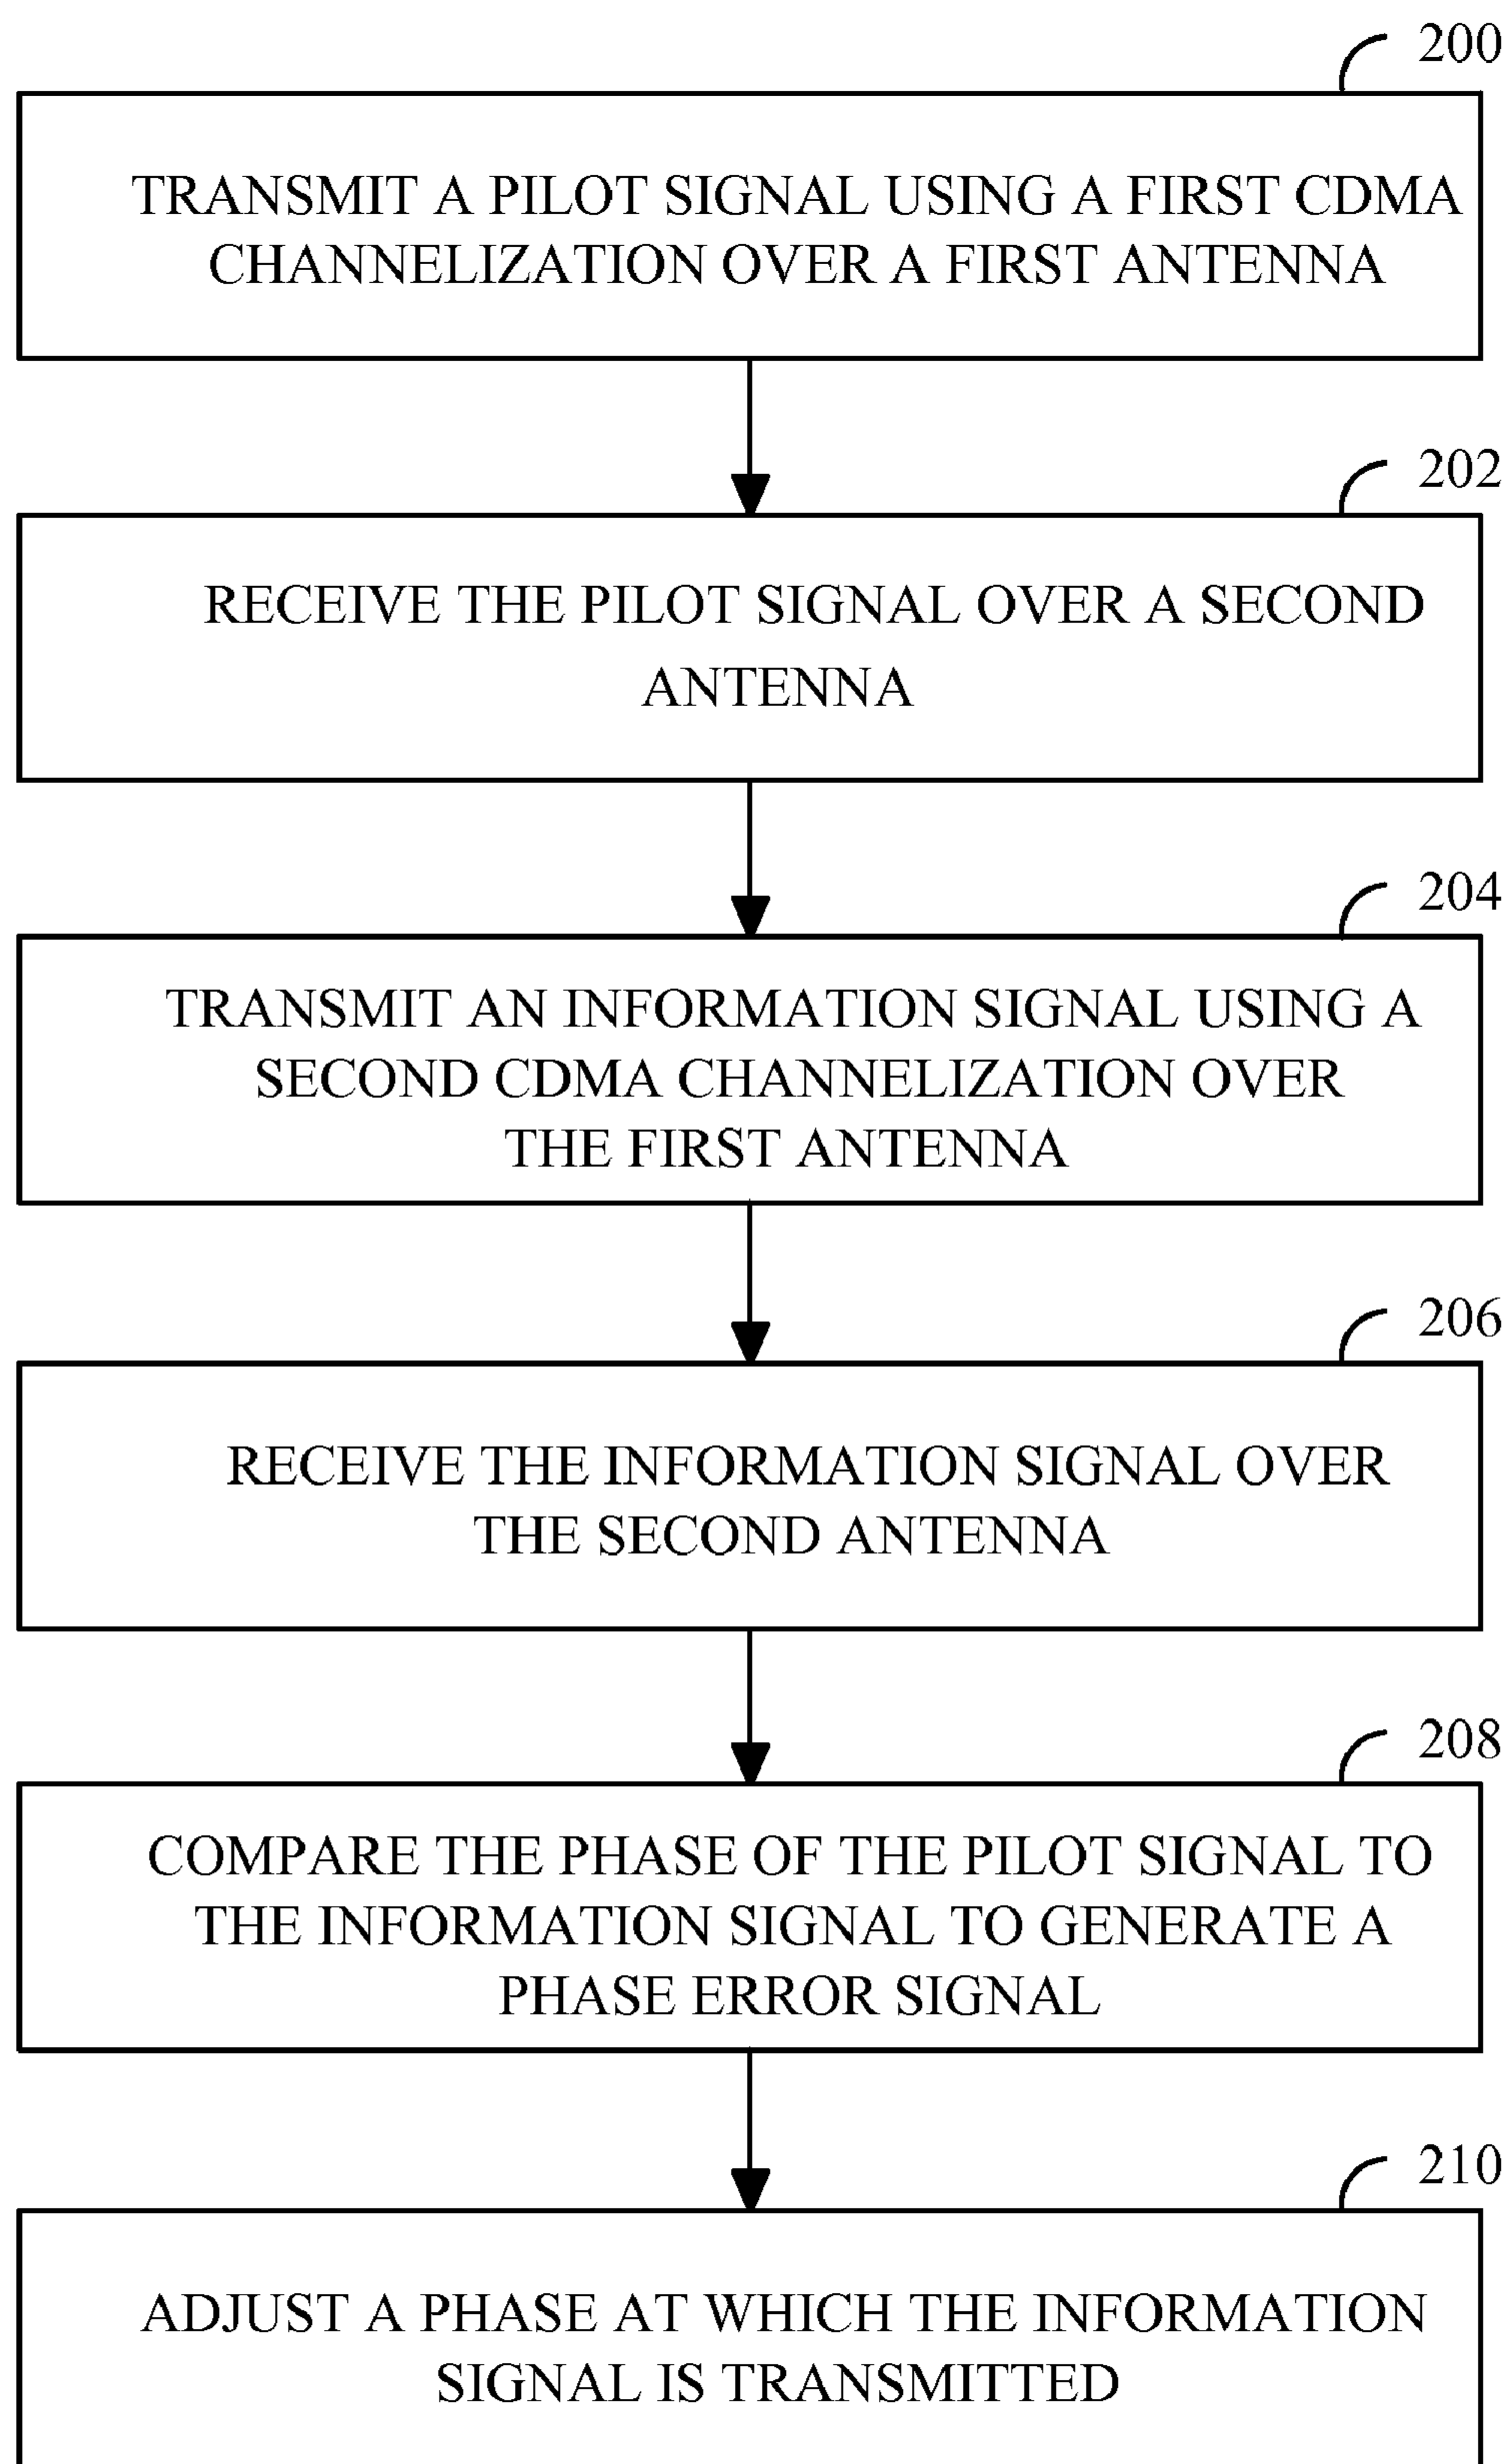 200
TRANSMIT A PILOT SIGNAL USING A FIRST CDMA
CHANNELIZATION OVER A FIRST ANTENNA
202
RECEIVE THE PILOT SIGNAL OVER A SECOND
ANTENNA
204
TRANSMIT AN INFORMATION SIGNAL USING A
SECOND CDMA CHANNELIZATION OVER
THE FIRST ANTENNA
206
RECEIVE THE INFORMATION SIGNAL OVER
THE SECOND ANTENNA
208
COMPARE THE PHASE OF THE PILOT SIGNAL TO
THE INFORMATION SIGNAL TO GENERATE A
PHASE ERROR SIGNAL
210
ADJUST A PHASE AT WHICH THE INFORMATION
SIGNAL IS TRANSMITTED